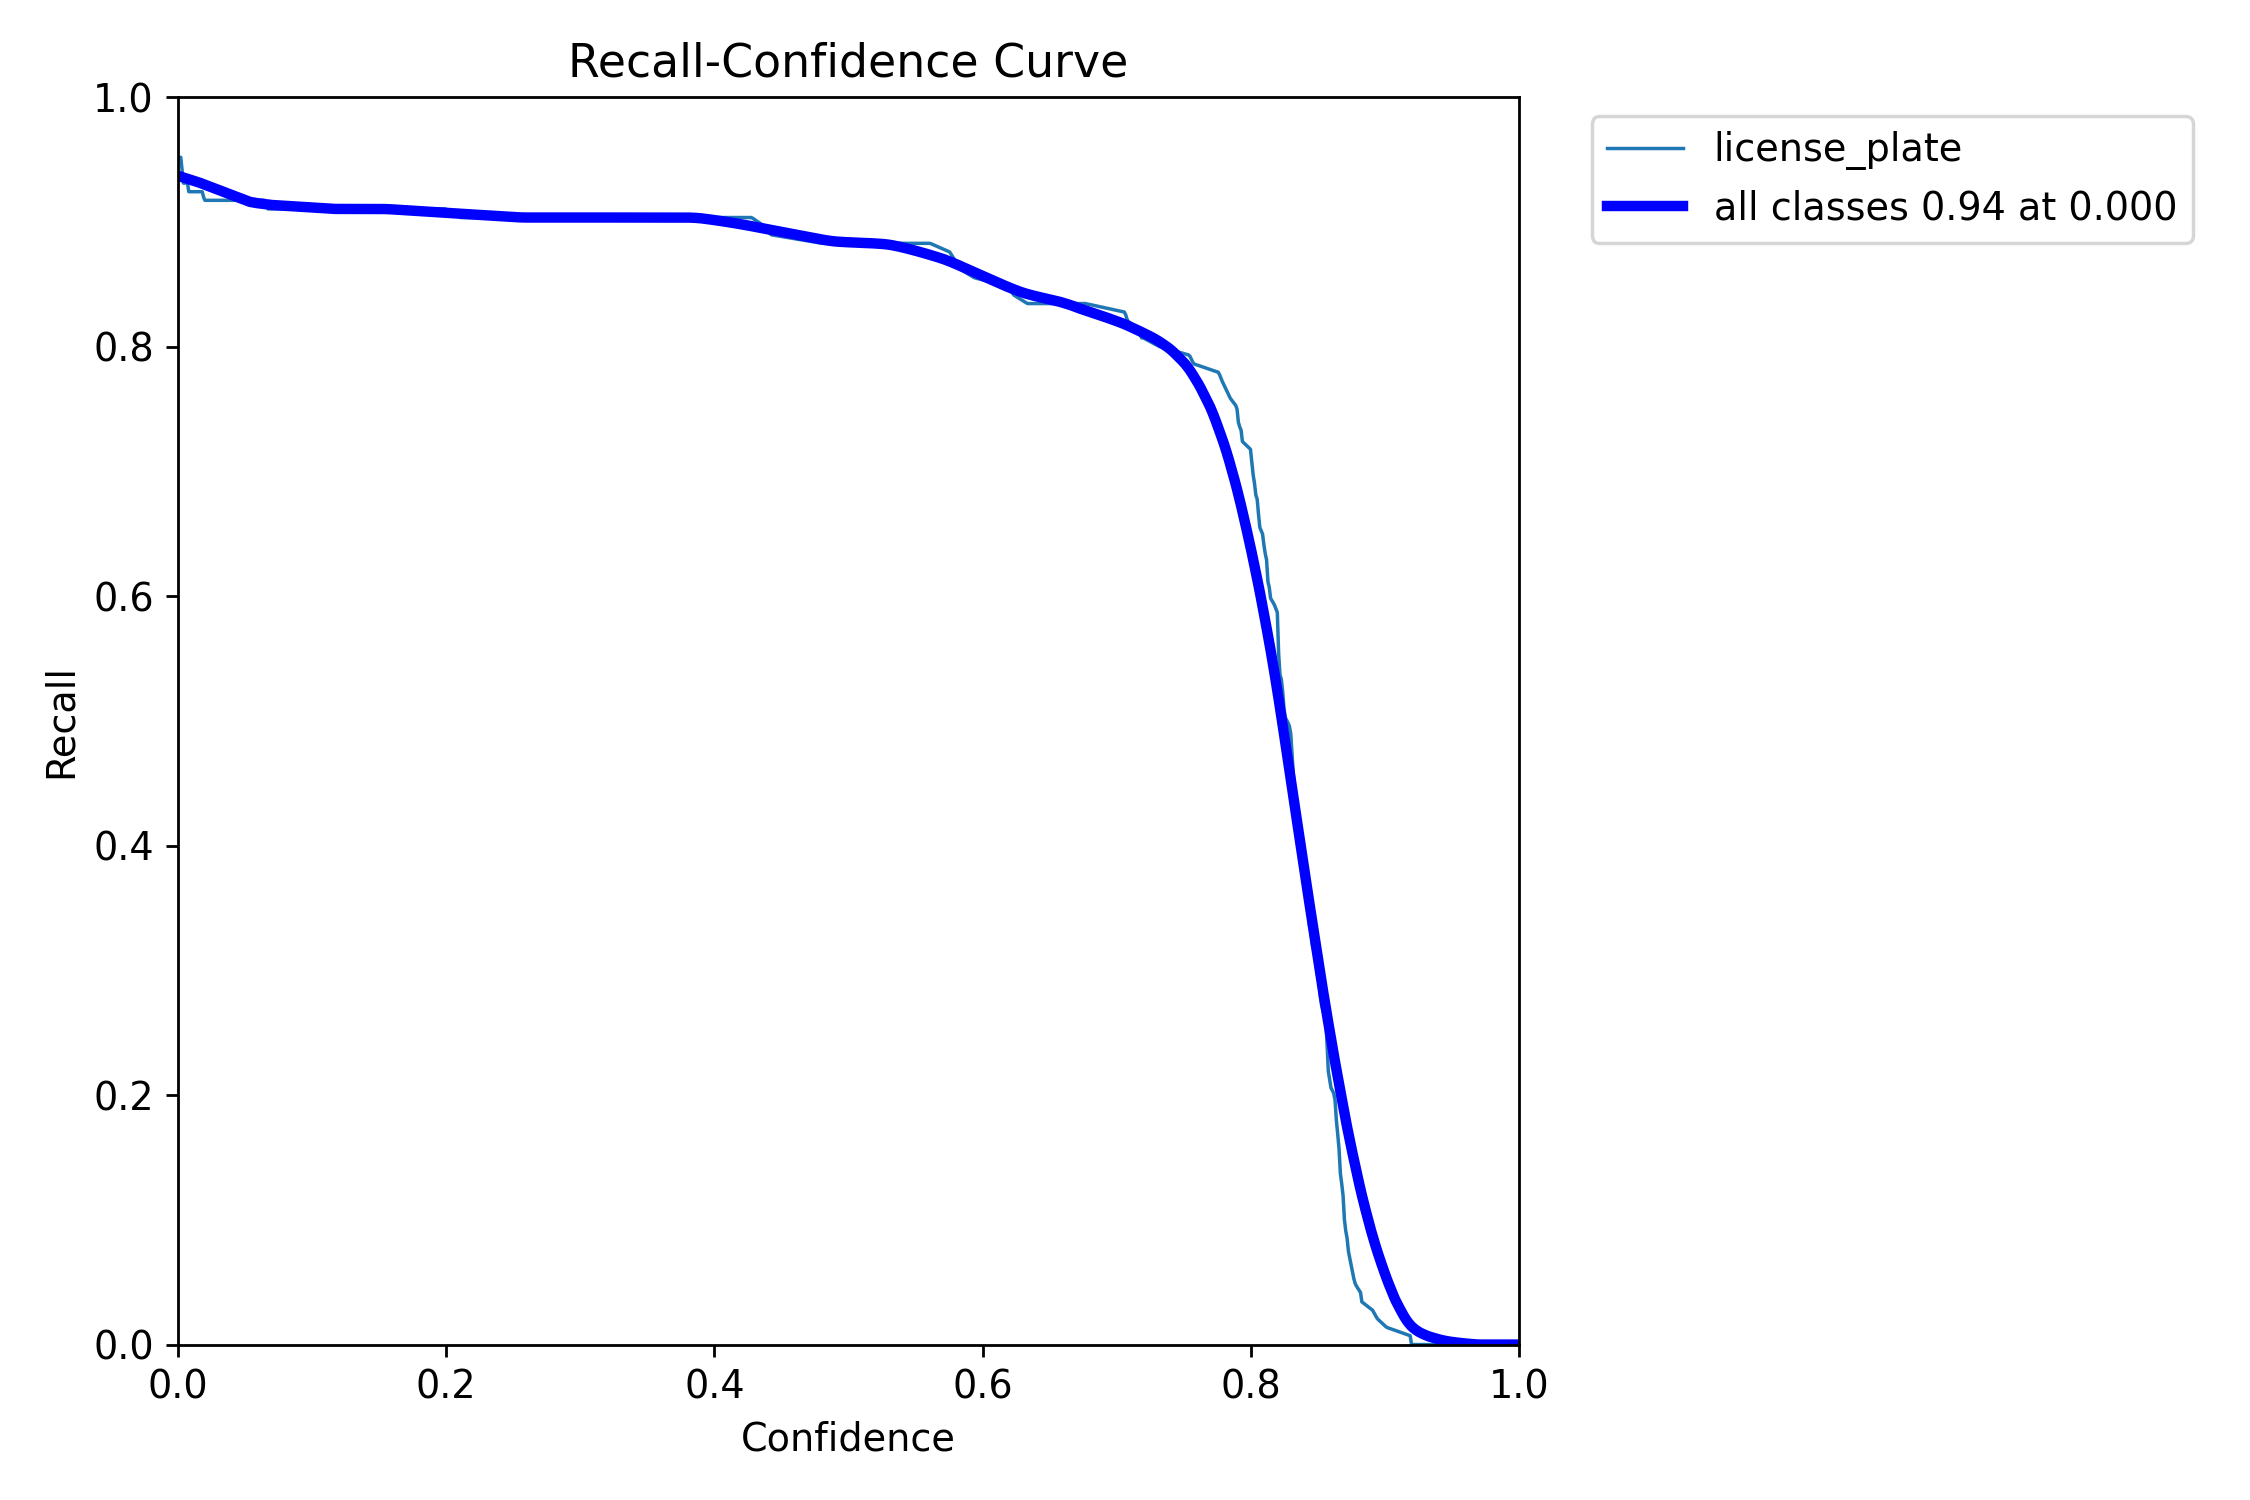 Recall-Confidence Curve
1.0
0.8
0.6
0.4
0.2
0.0
Recall
0.0 0.2 0.4 0.6 0.8 1.0
Confidence
license_plate
all classes 0.94 at 0.000